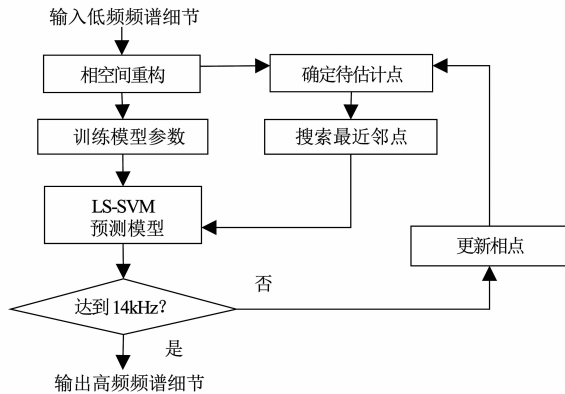 输入低频频谱细节
相空间重构
确定待估计点
训练模型参数
搜索最近邻点
LS-SVM
预测模型
更新相点
达到14kHz?
否
是
输出高频频谱细节